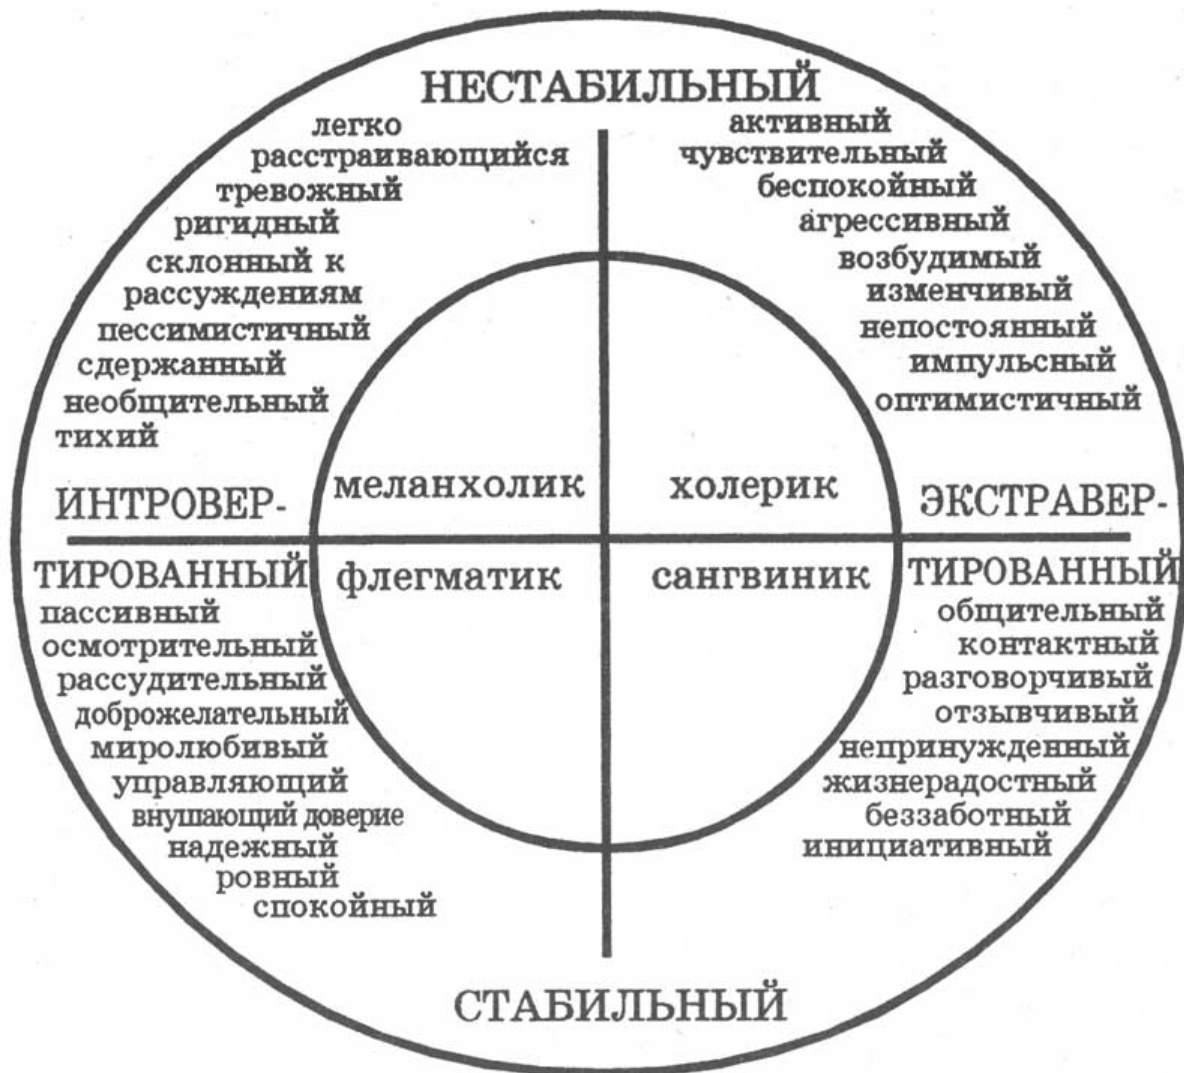 НЕСТАБИЛЬНЫЙ
легко
расстраивающийся
тревожный
ригидный
склонный к
рассуждениям
пессимистичный
сдержанный
необщительный
тихий
активный
чувствительный
беспокойный
агрессивный
возбудимый
изменчивый
непостоянный
импульсный
оптимистичный
меланхолик
холерик
ИНТРОВЕР-
ТИРОВАННЫЙ
ЭКСТРАВЕР-
ТИРОВАННЫЙ
флегматик
сангвиник
пассивный
осмотрительный
рассудительный
доброжелательный
миролюбивый
управляющий
внушающий доверие
надежный
ровный
спокойный
общительный
контактный
разговорчивый
отзывчивый
непринужденный
жизнерадостный
беззаботный
инициативный
СТАБИЛЬНЫЙ